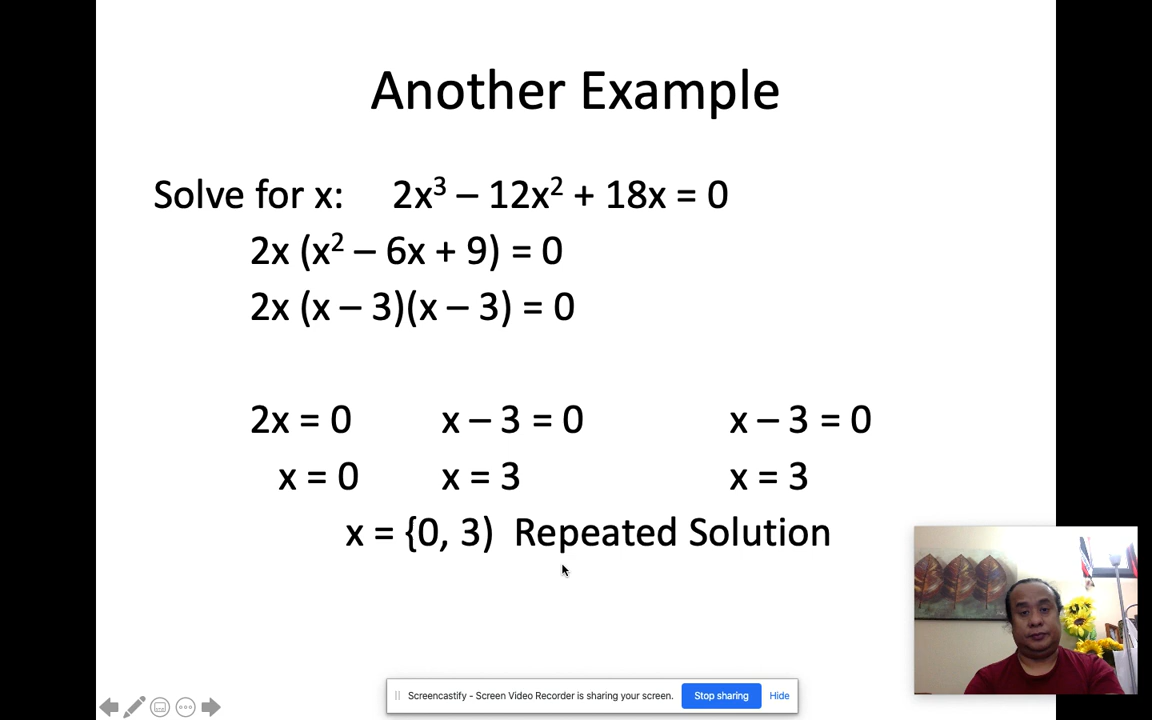 Another Example
Solve for x: 2x³ – 12x² + 18x = 0
2x (x² – 6x + 9) = 0
2x (x – 3)(x – 3) = 0
2x = 0 x – 3 = 0 x – 3 = 0
x = 0 x = 3 x = 3
x = {0, 3) Repeated Solution
Screencastify - Screen Video Recorder is sharing your screen. Stop sharing Hide